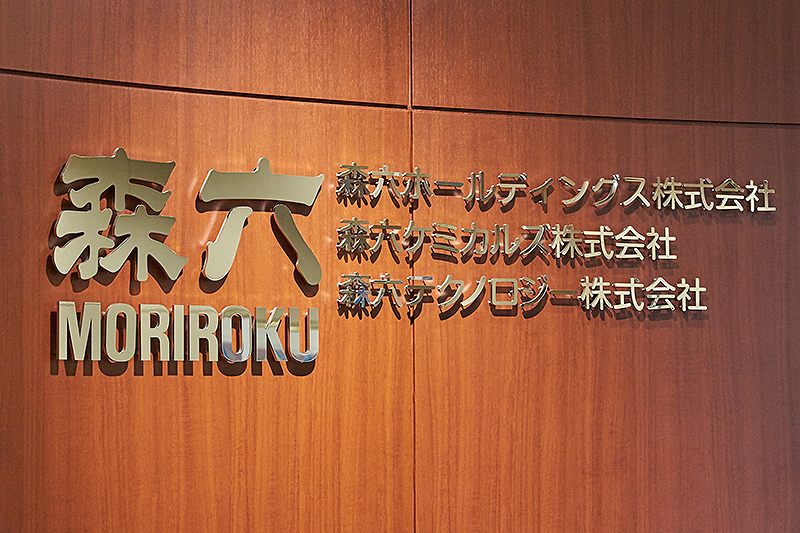 森六
MORIROKU
森六ホールディングス株式会社
森六ケミカルズ株式会社
森六テクノロジー株式会社